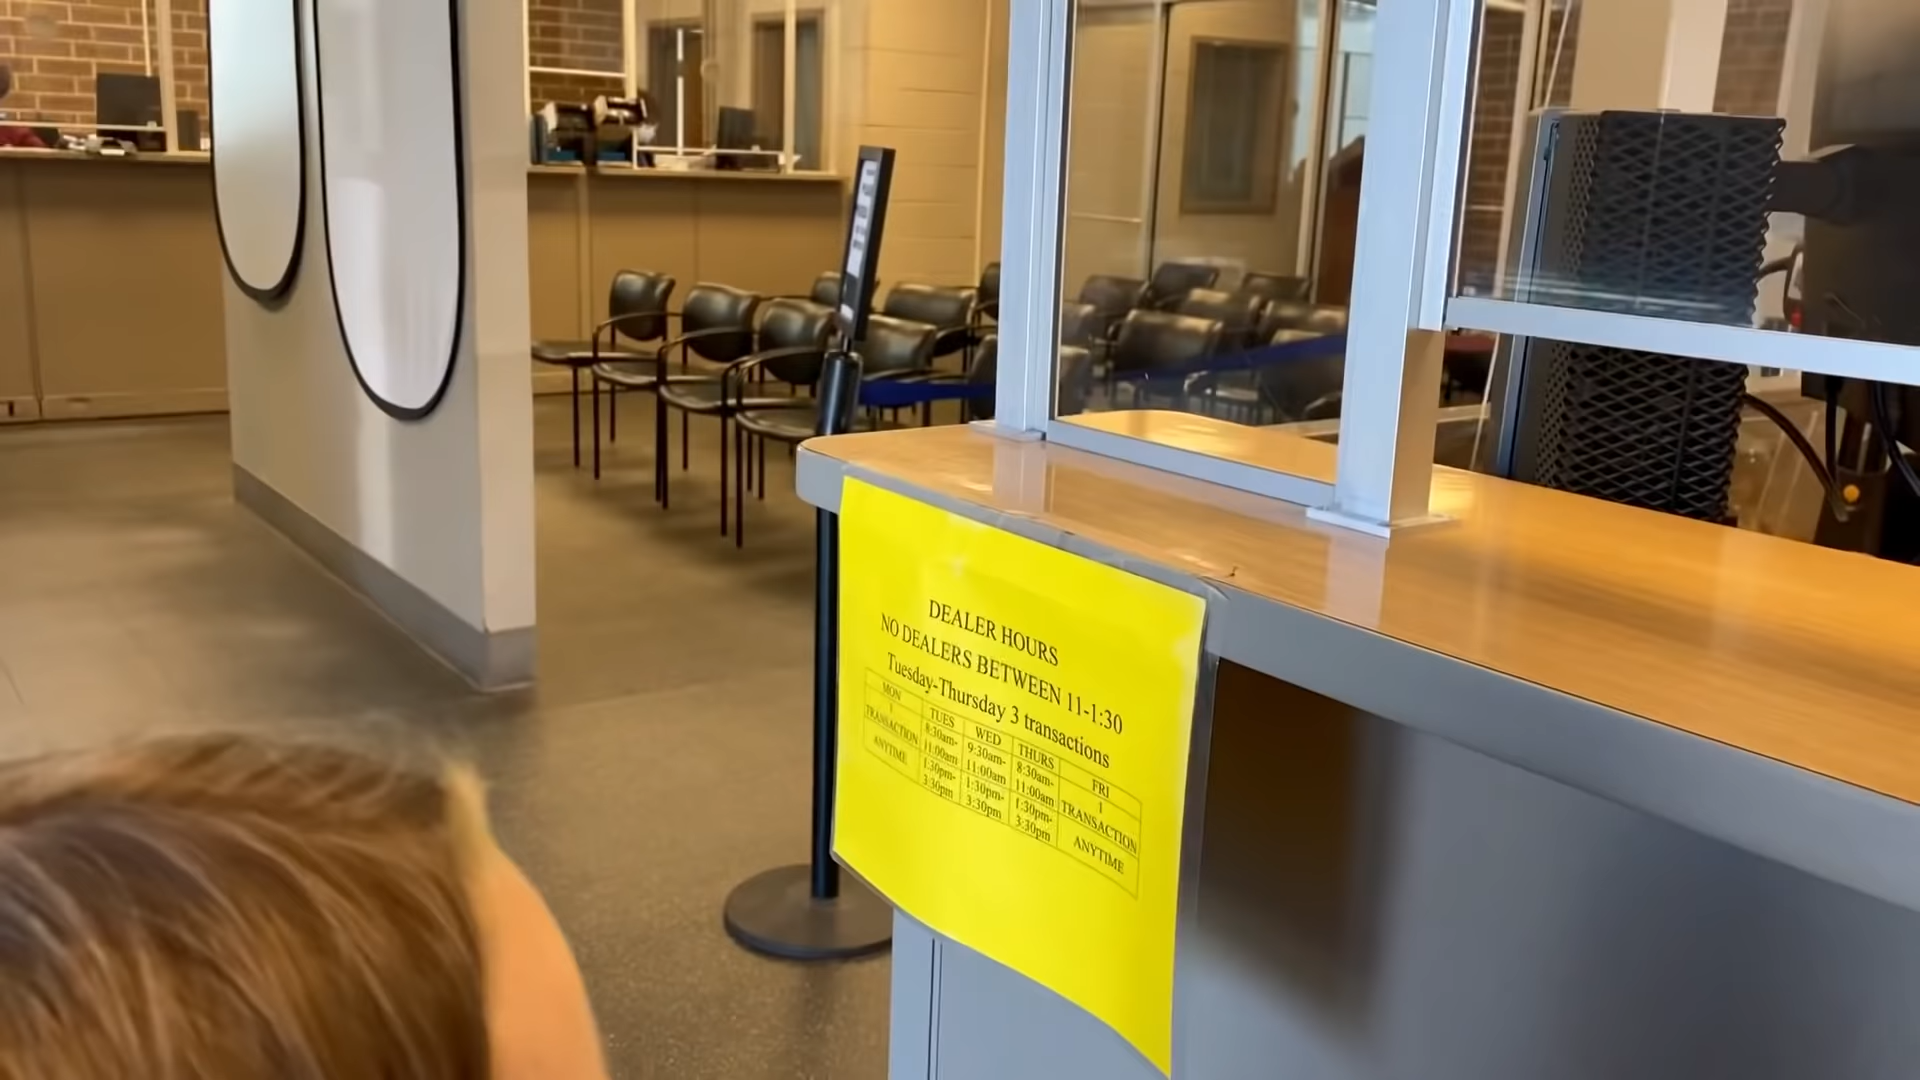 DEALER HOURS
NO DEALERS BETWEEN 11-1:30
Tuesday-Thursday 3 transactions
MON TUES WED THURS FRI
1 TRANSACTION ANYTIME
8:30am-11:00am
1:30pm-3:30pm
9:30am-11:00am
1:30pm-3:30pm
8:30am-11:00am
1:30pm-3:30pm
1 TRANSACTION ANYTIME